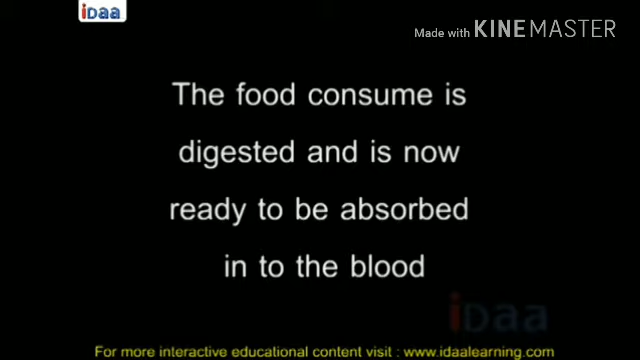 iDaa
Made with KINEMASTER
The food consume is
digested and is now
ready to be absorbed
in to the blood
iDaa
For more interactive educational content visit : www.idaalearning.com